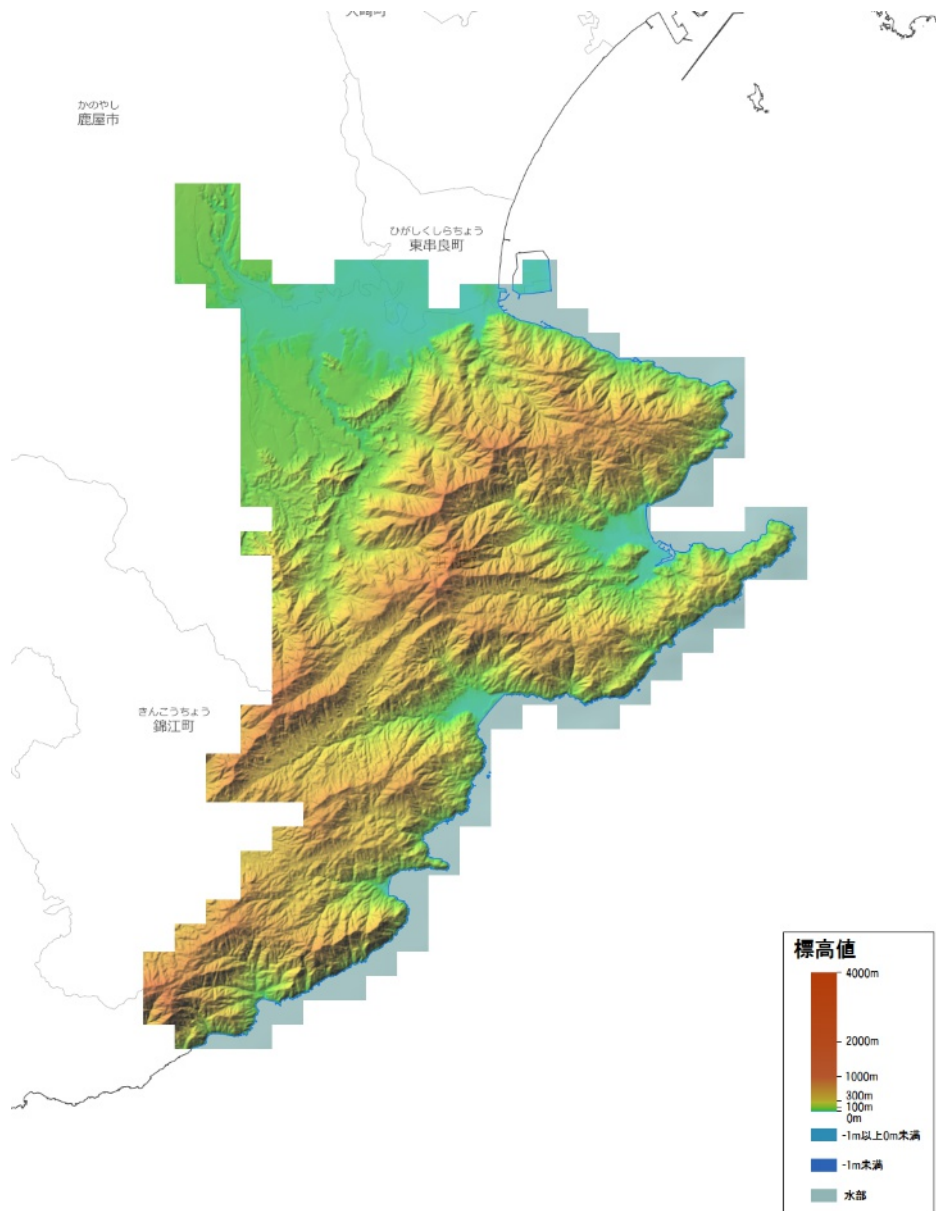 かのやし
鹿屋市
ひがしくしらちょう
東串良町
きんこうちょう
錦江町
標高値
4000m
2000m
1000m
300m
100m
0m
-1m以上0m未満
-1m未満
水部